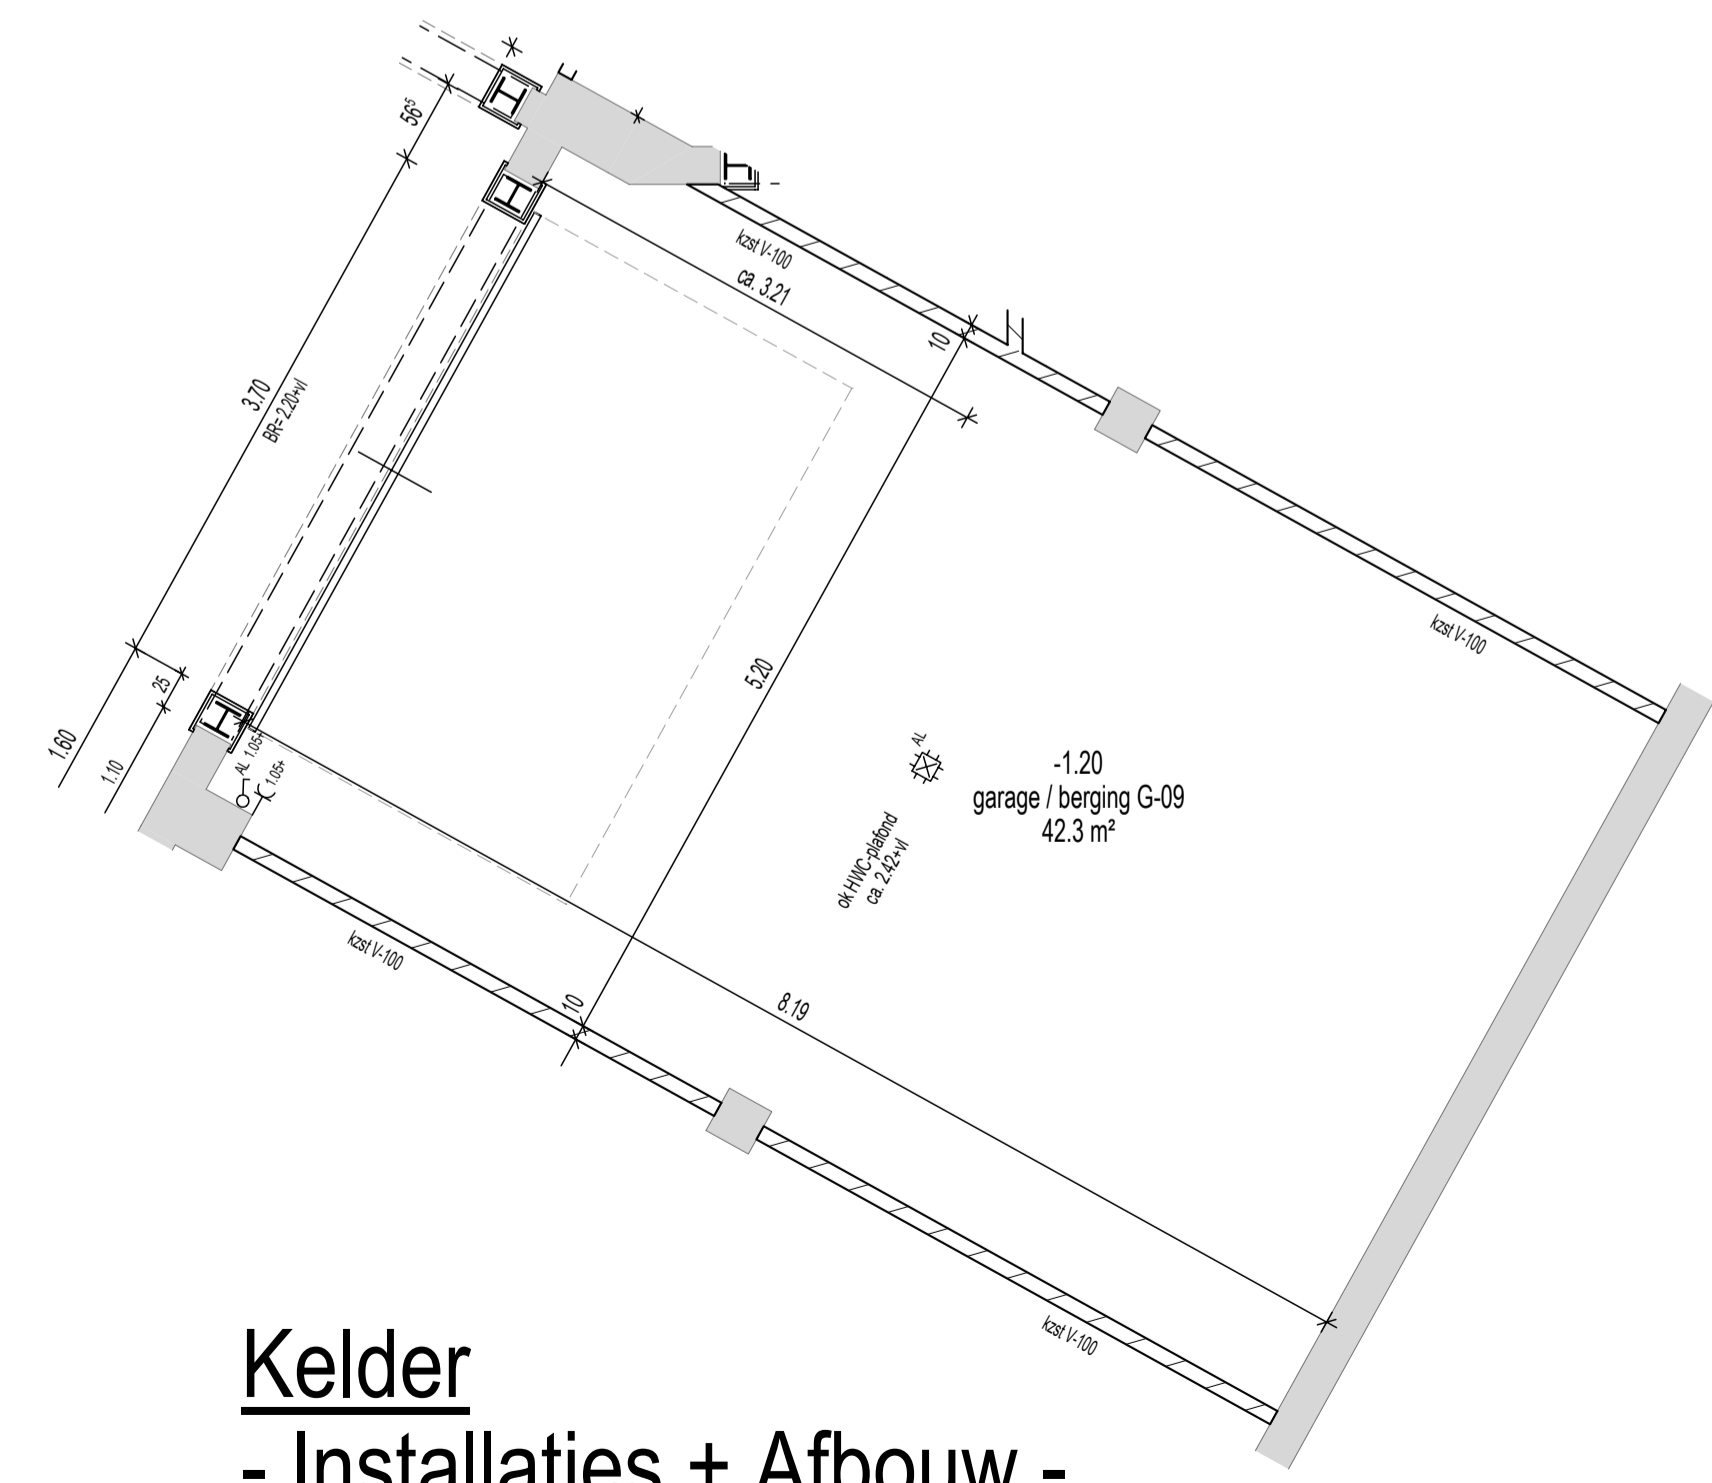 56⁵
kzst V-100
ca. 3.21
10
3.70
BR= 2.20+vl
kzst V-100
5.20
25
1.60
1.10
AL 1.05+
1.05+
AL
-1.20
garage / berging G-09
42.3 m²
ok HWC-plafond
ca. 2.42+vl
kzst V-100
10
8.19
kzst V-100
Kelder
- Installaties + Afbouw -